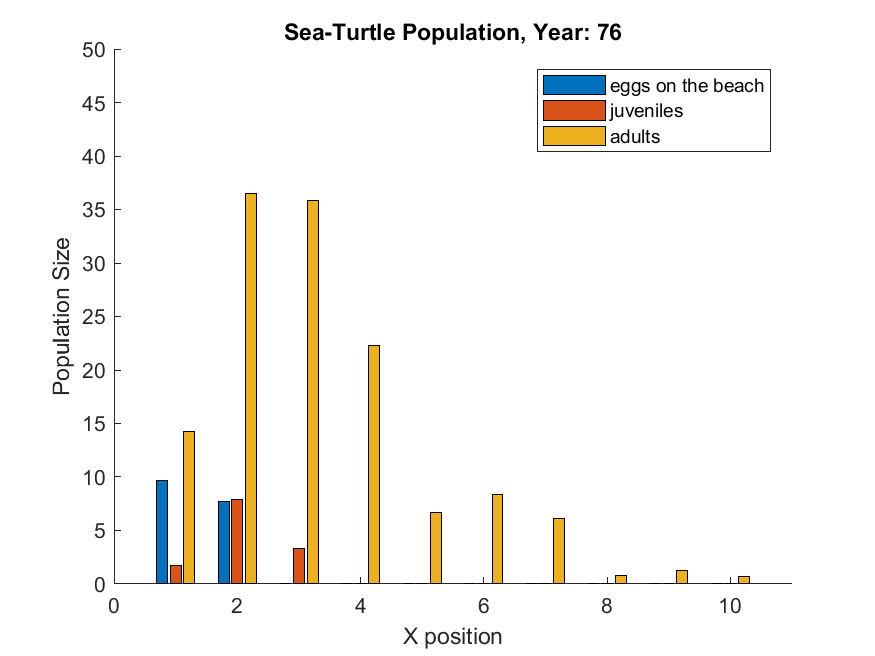 Sea-Turtle Population, Year: 76
50
45
40
35
30
25
20
15
10
5
0
Population Size
eggs on the beach
juveniles
adults
0 2 4 6 8 10
X position